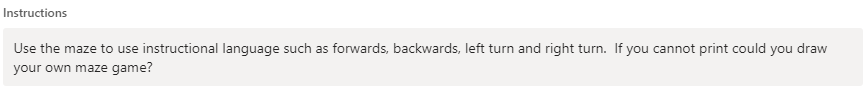 Instructions
Use the maze to use instructional language such as forwards, backwards, left turn and right turn.  If you cannot print could you draw
your own maze game?